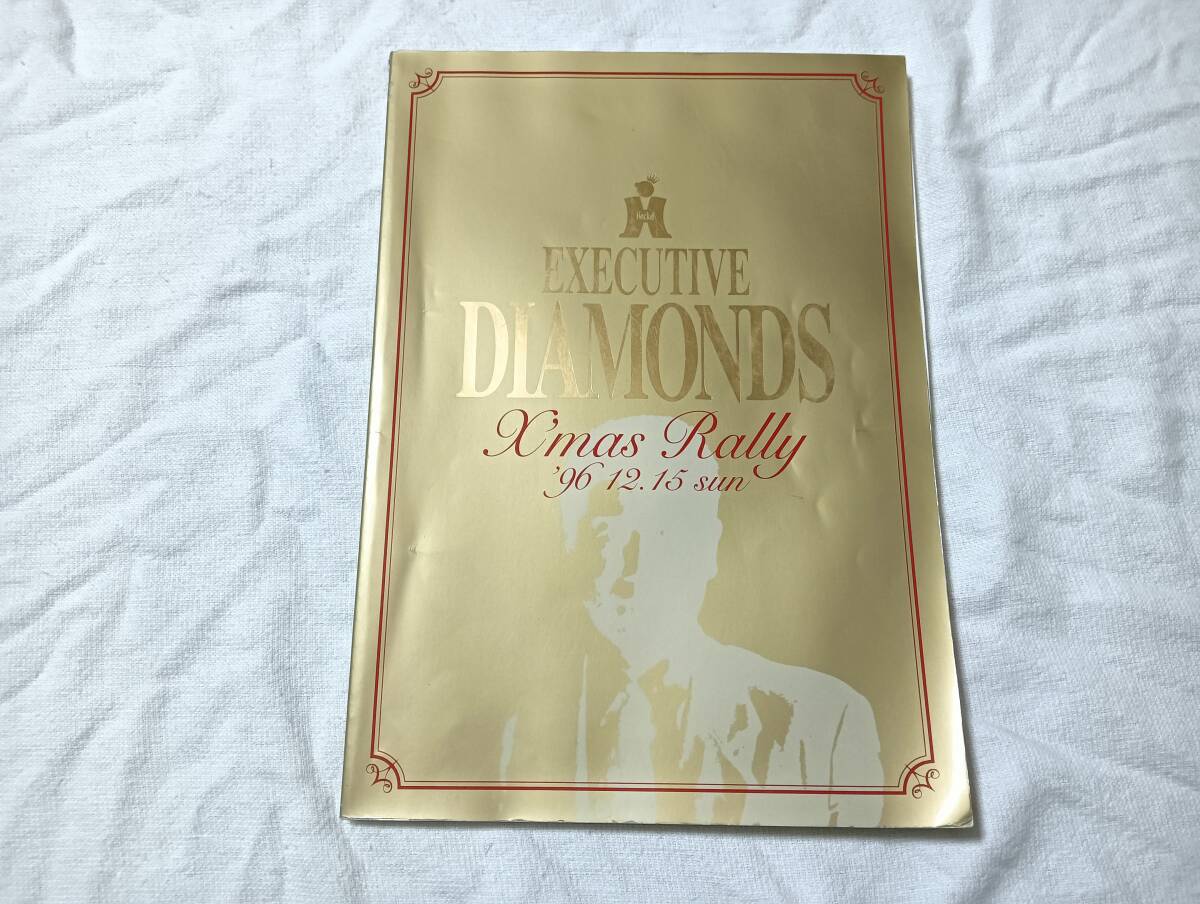 EXECUTIVE
DIAMONDS
X'mas Rally
'96 12.15 sun